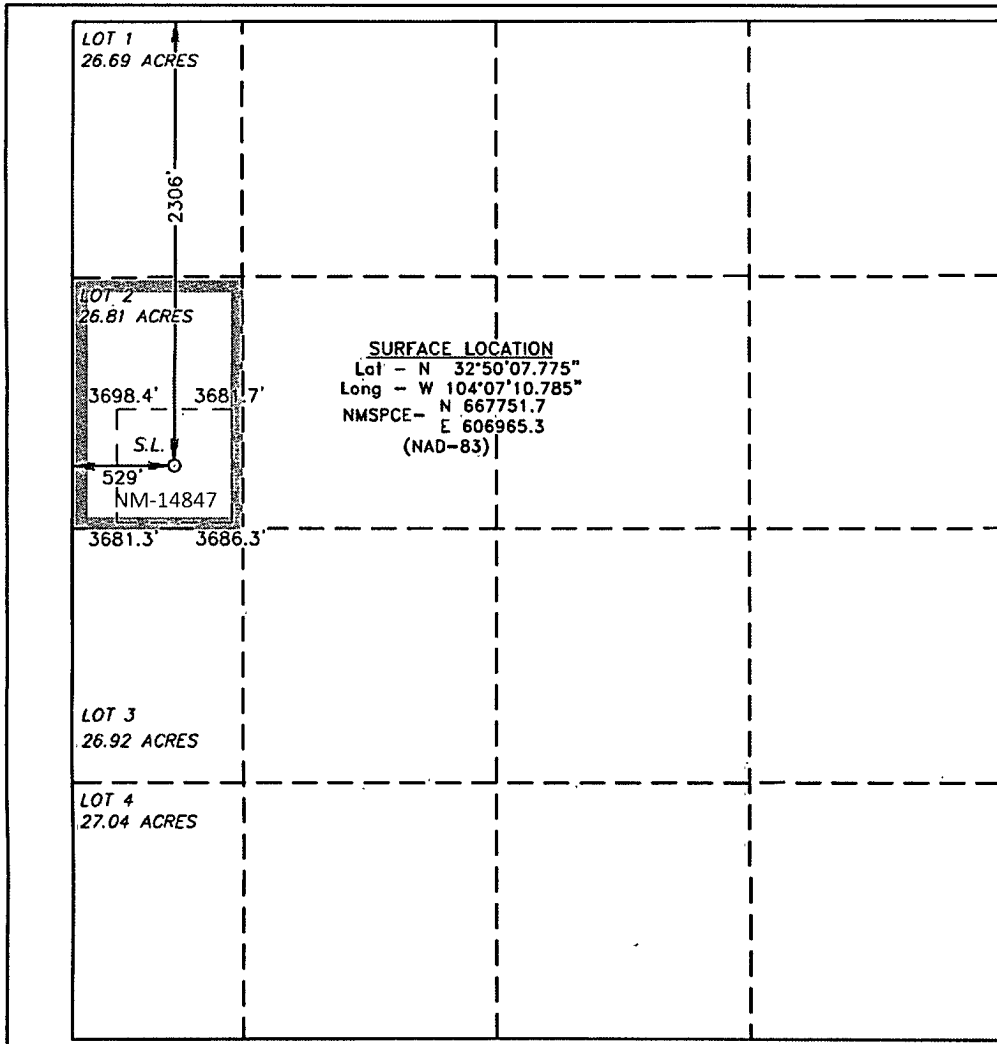 LOT 1
26.69 ACRES
2306'
LOT 2
26.81 ACRES
SURFACE LOCATION
Lat - N 32°50'07.775"
Long - W 104°07'10.785"
NMSPCE- N 667751.7
E 606965.3
(NAD-83)
3698.4' 3681.7'
S.L.
529'
NM-14847
3681.3' 3686.3'
LOT 3
26.92 ACRES
LOT 4
27.04 ACRES